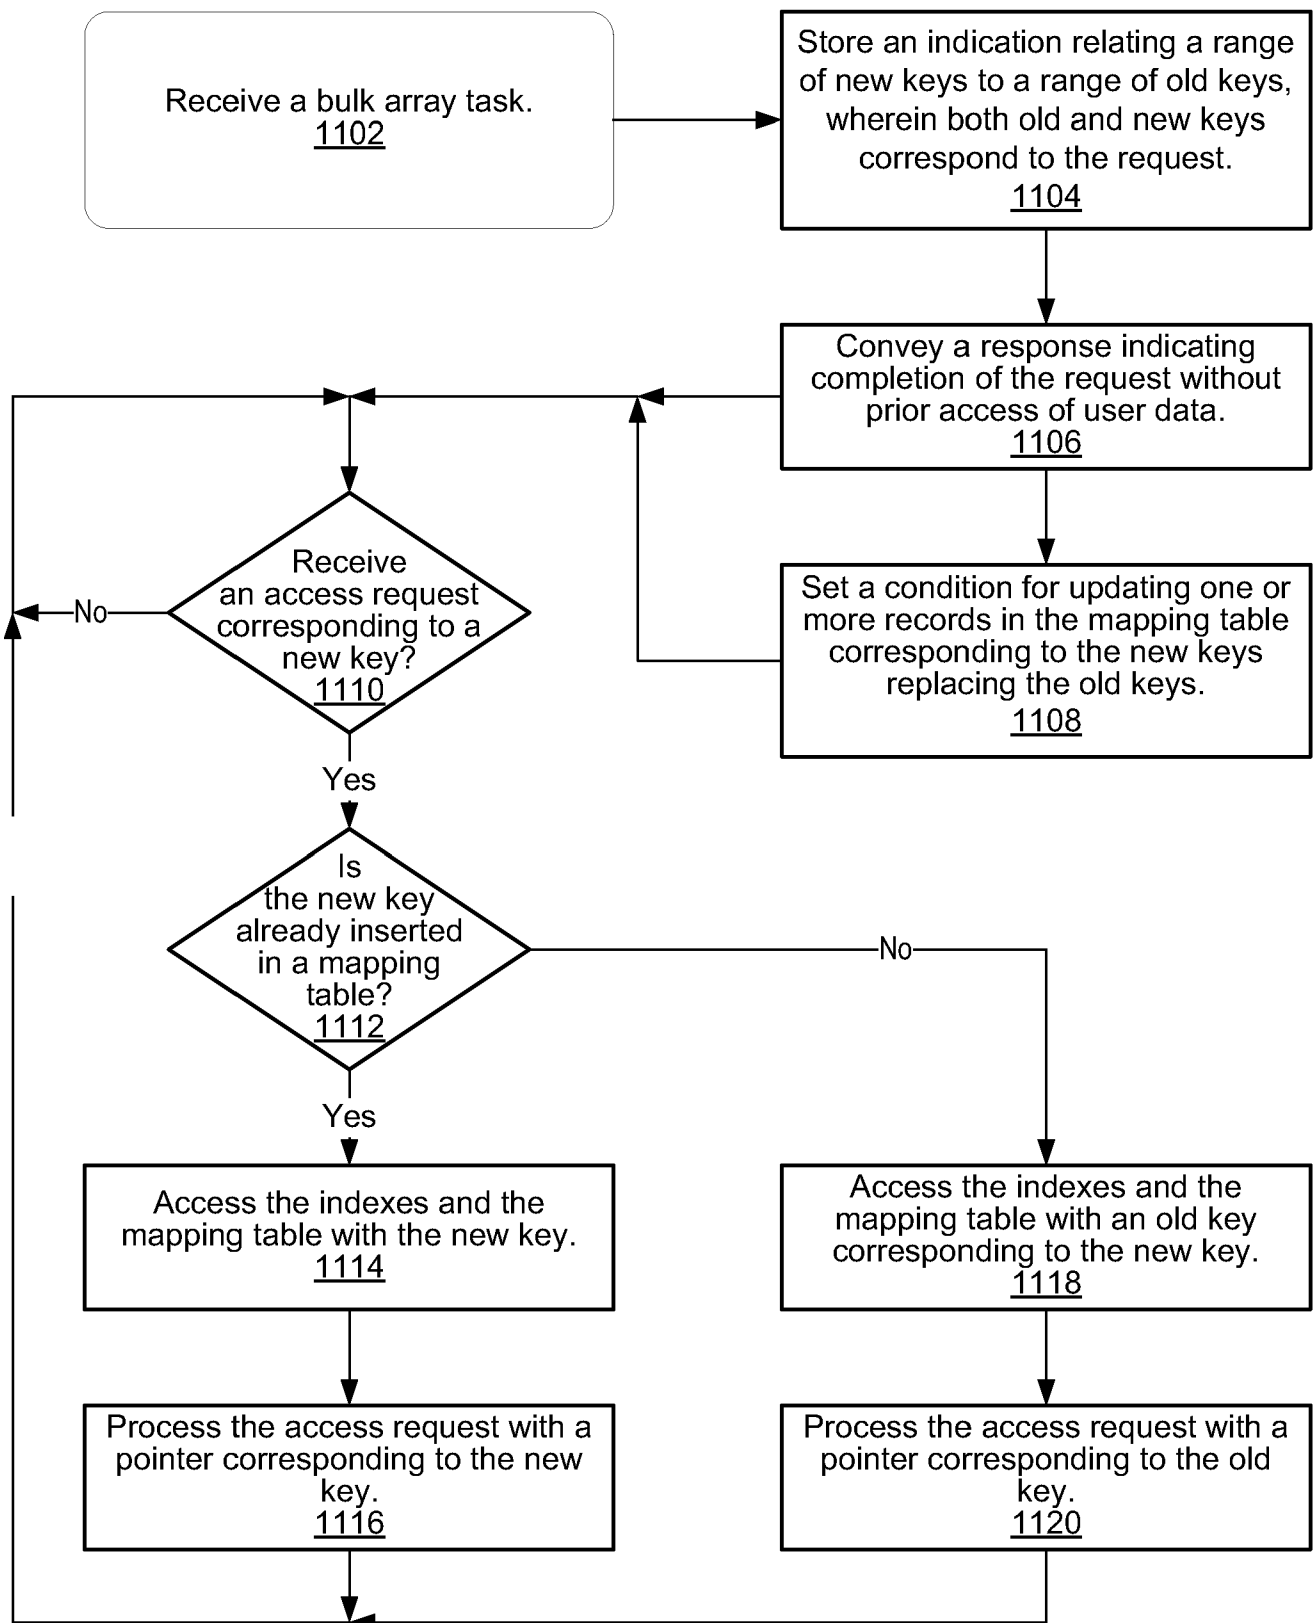 Receive a bulk array task.
1102
Store an indication relating a range
of new keys to a range of old keys,
wherein both old and new keys
correspond to the request.
1104
Convey a response indicating
completion of the request without
prior access of user data.
1106
Set a condition for updating one or
more records in the mapping table
corresponding to the new keys
replacing the old keys.
1108
Receive
an access request
corresponding to a
new key?
1110
No
Yes
Is
the new key
already inserted
in a mapping
table?
1112
No
Yes
Access the indexes and the
mapping table with the new key.
1114
Access the indexes and the
mapping table with an old key
corresponding to the new key.
1118
Process the access request with a
pointer corresponding to the new
key.
1116
Process the access request with a
pointer corresponding to the old
key.
1120